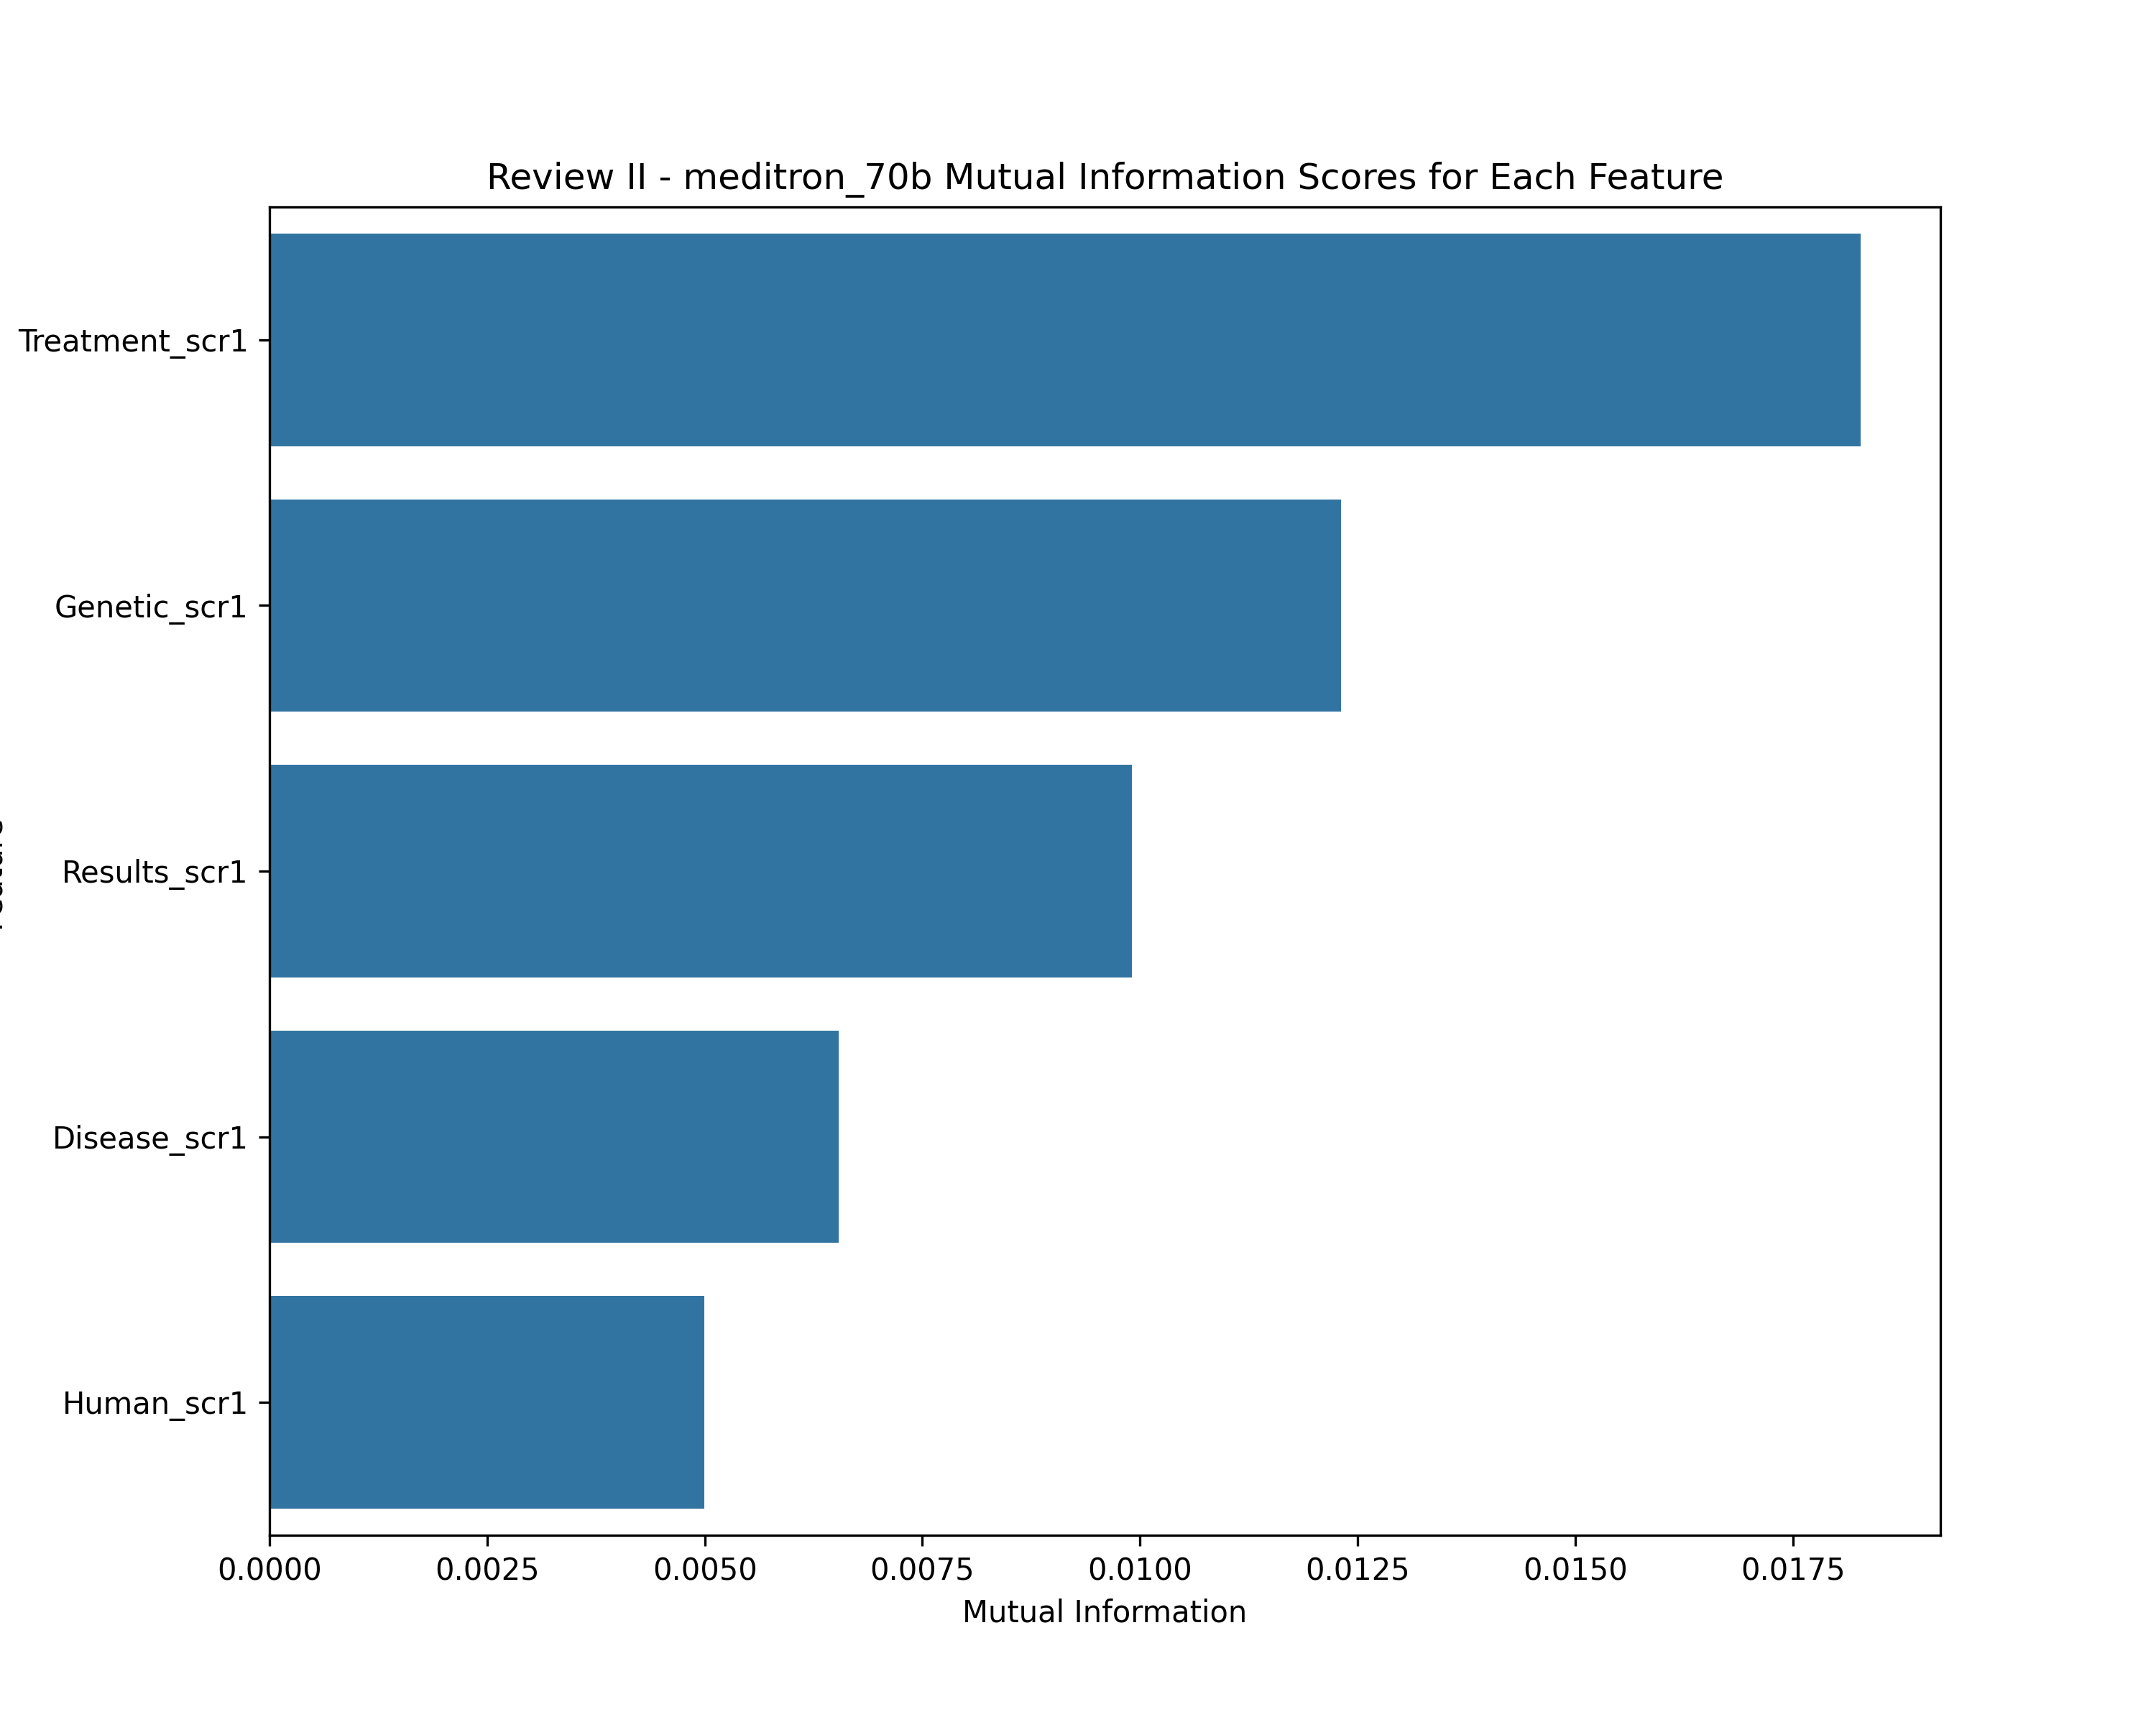 Review II - meditron_70b Mutual Information Scores for Each Feature
Treatment_scr1
Genetic_scr1
Results_scr1
Disease_scr1
Human_scr1
0.0000 0.0025 0.0050 0.0075 0.0100 0.0125 0.0150 0.0175
Mutual Information